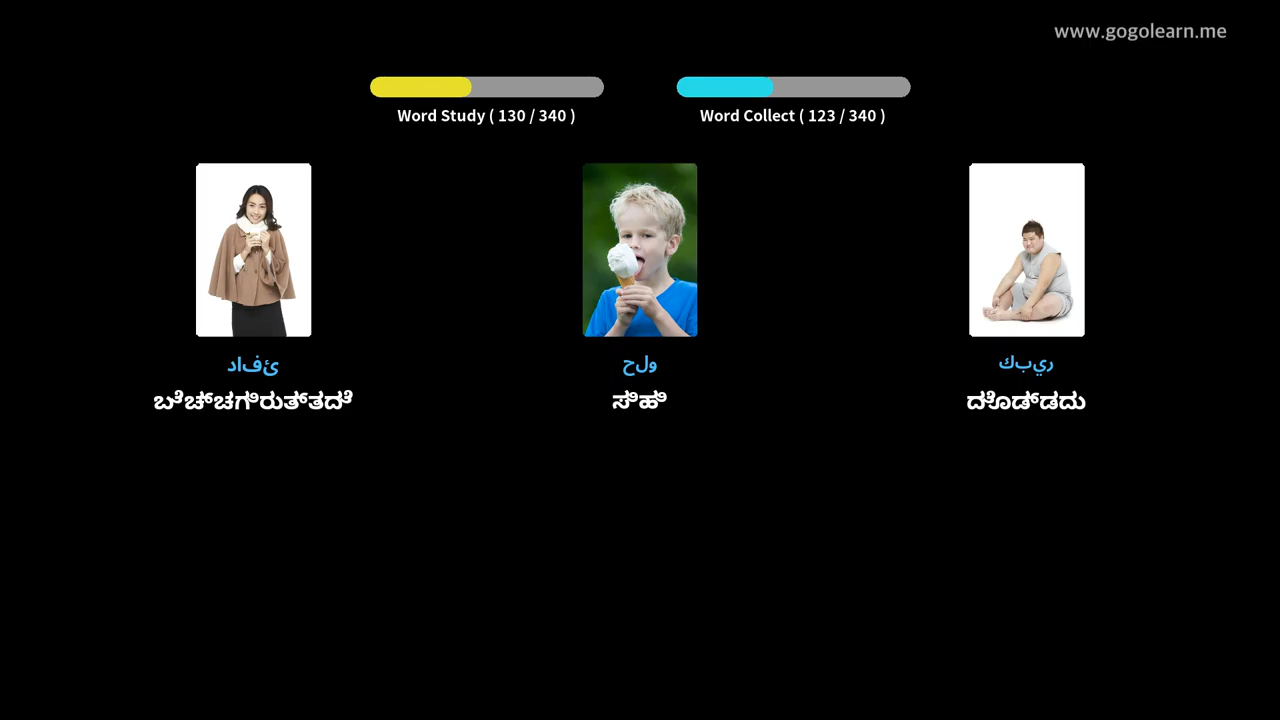 www.gogolearn.me
Word Study ( 130 / 340 )
Word Collect ( 123 / 340 )
دافئ
حلو
كبير
ಬೆಚ್ಚಗಿರುತ್ತದೆ
ಸಿಹಿ
ದೊಡ್ಡದು